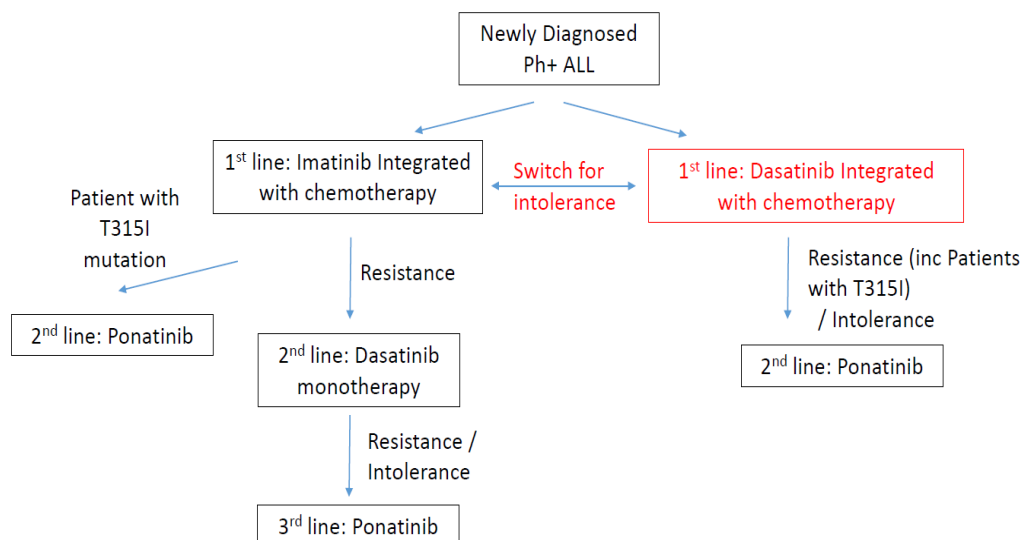 Newly Diagnosed
Ph+ ALL
1st line: Imatinib Integrated
with chemotherapy
Switch for
intolerance
1st line: Dasatinib Integrated
with chemotherapy
Patient with
T315I
mutation
Resistance
Resistance (inc Patients
with T315I)
/ Intolerance
2nd line: Ponatinib
2nd line: Dasatinib
monotherapy
2nd line: Ponatinib
Resistance /
Intolerance
3rd line: Ponatinib